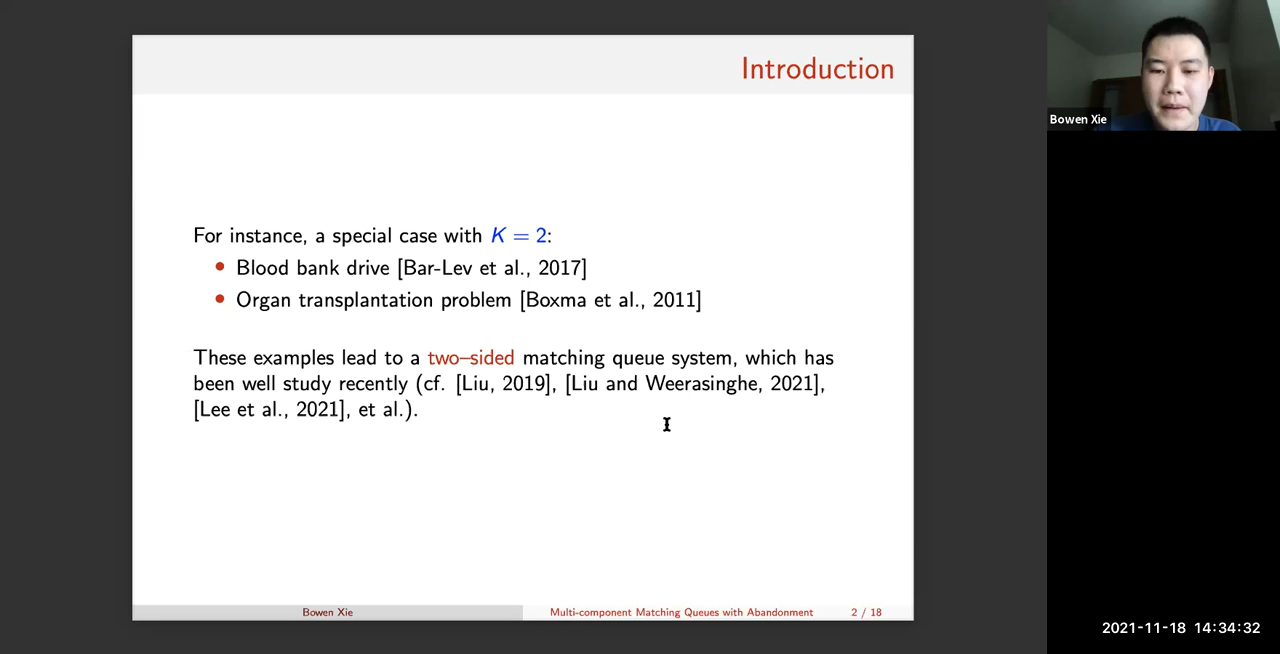 Introduction
For instance, a special case with K = 2:
• Blood bank drive [Bar-Lev et al., 2017]
• Organ transplantation problem [Boxma et al., 2011]
These examples lead to a two–sided matching queue system, which has
been well study recently (cf. [Liu, 2019], [Liu and Weerasinghe, 2021],
[Lee et al., 2021], et al.).
Bowen Xie
Multi-component Matching Queues with Abandonment
2 / 18
Bowen Xie
2021-11-18 14:34:32